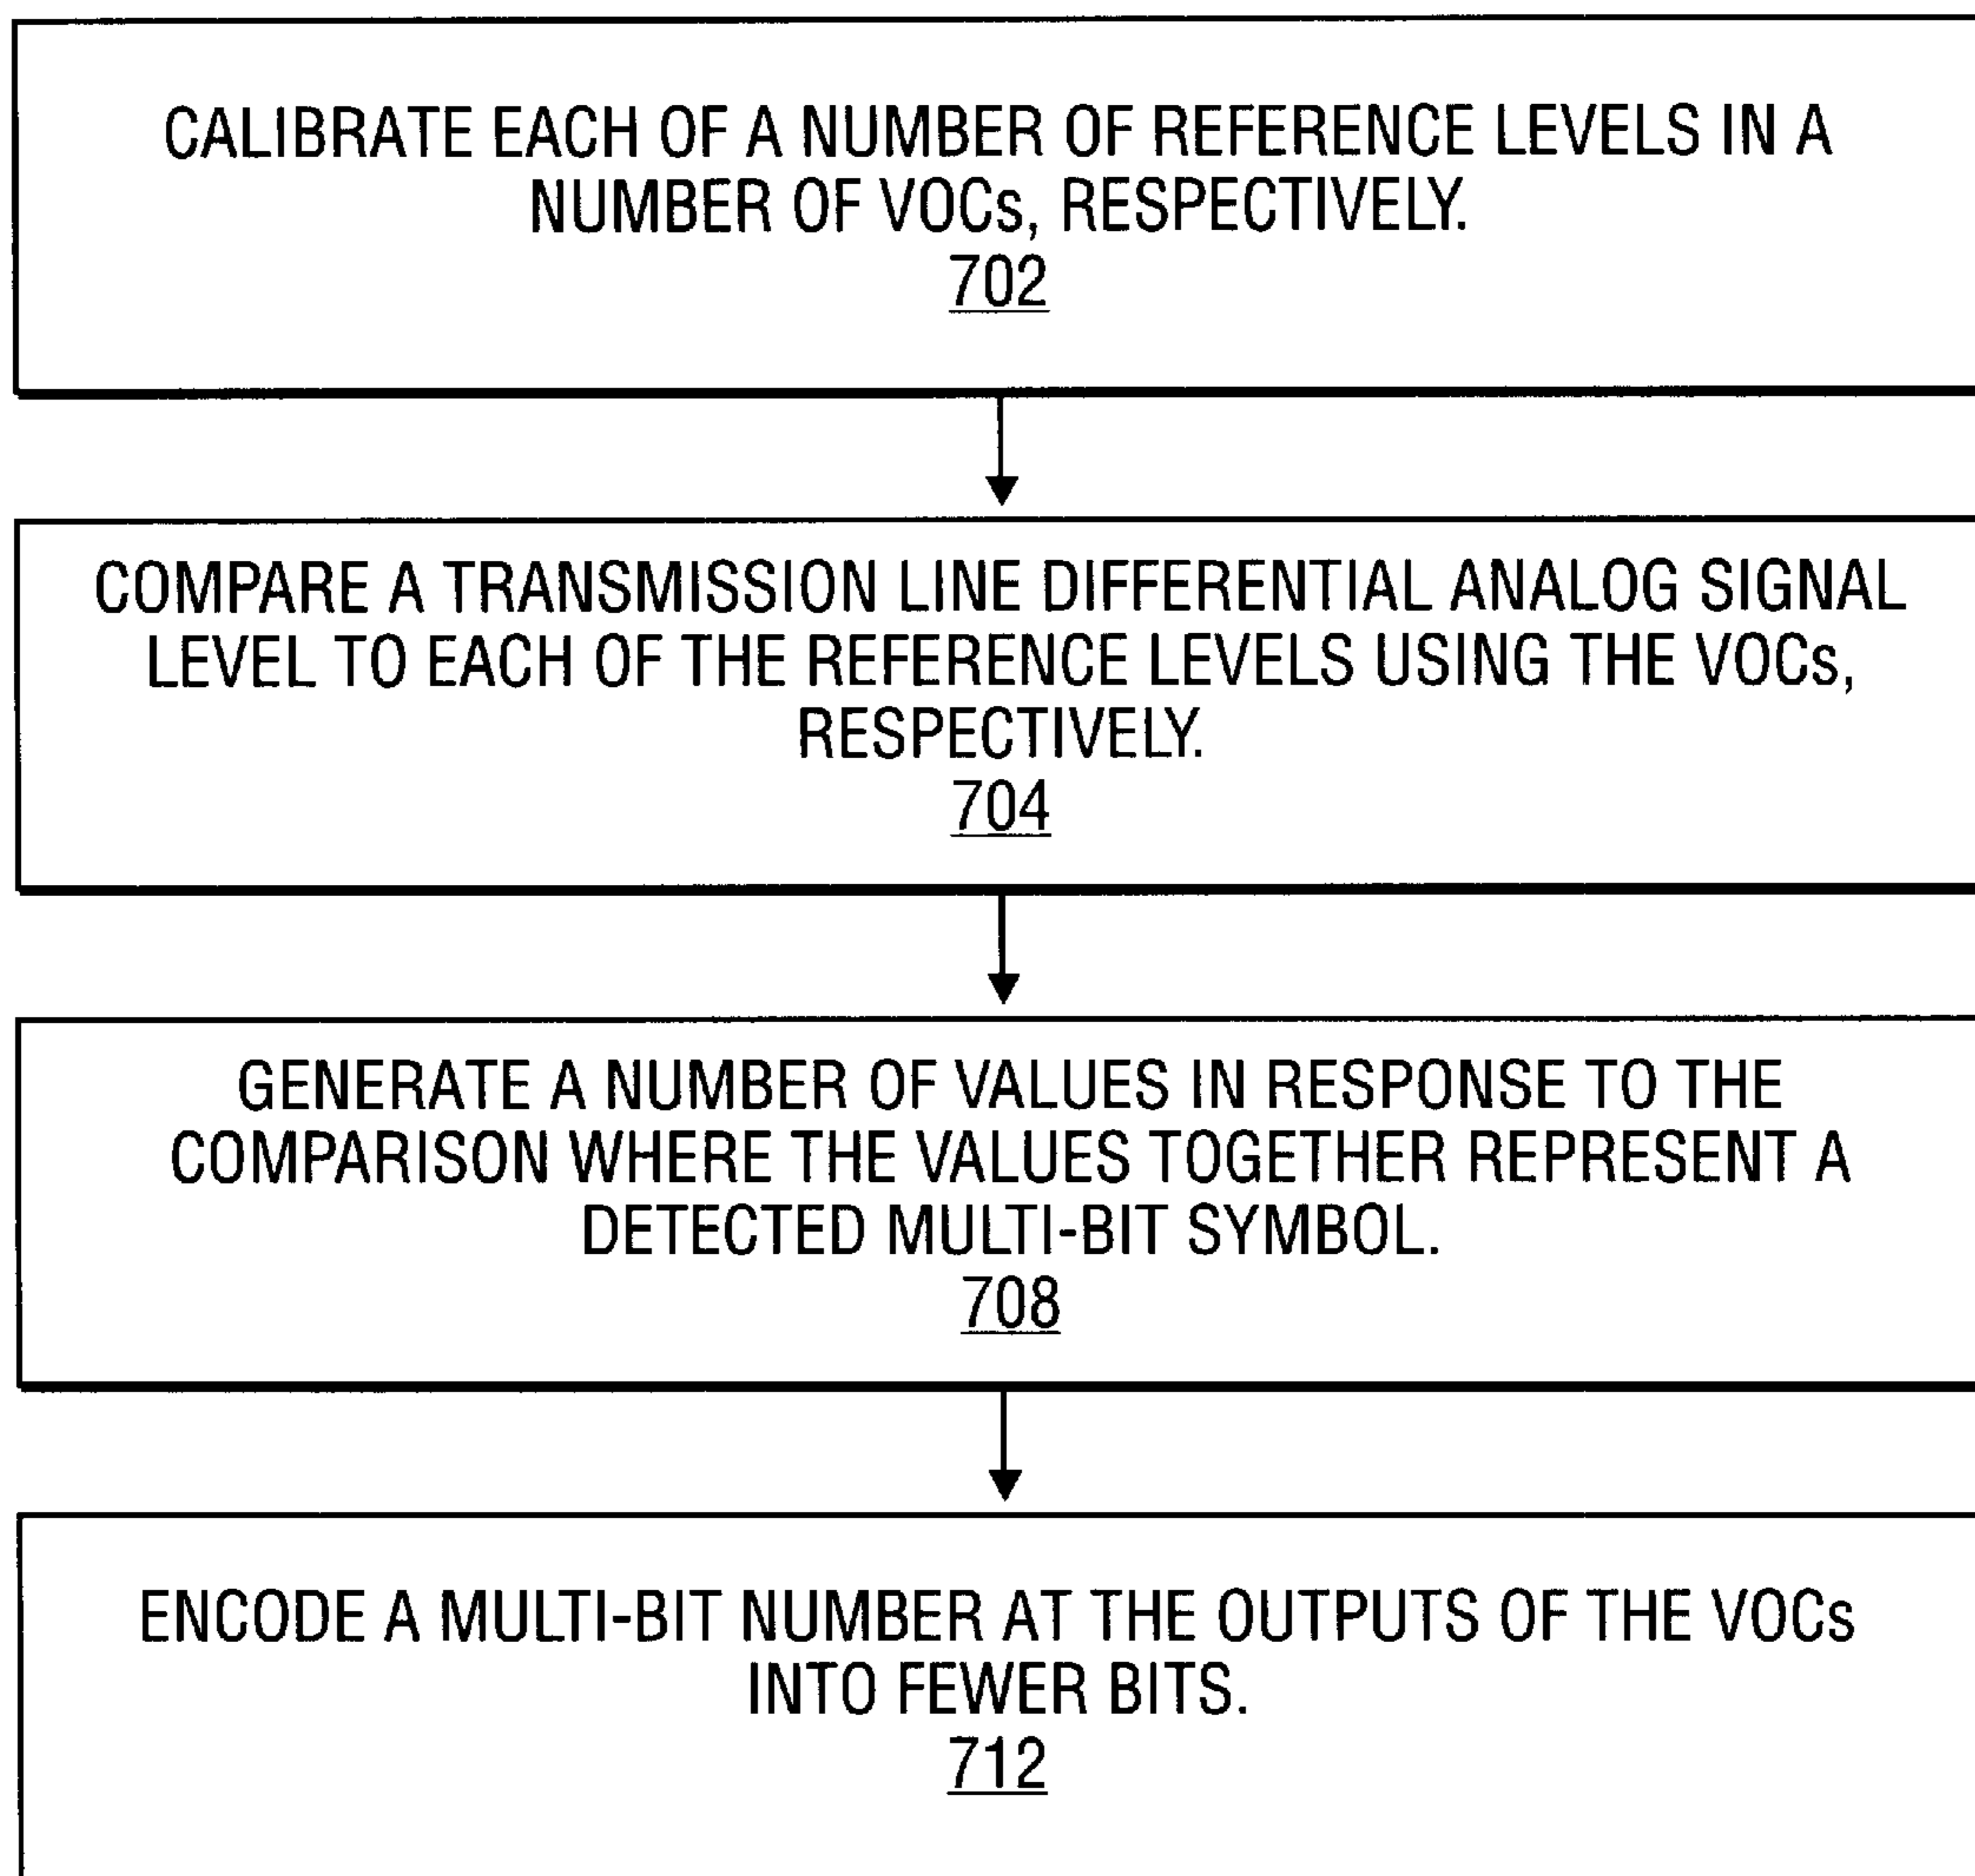 CALIBRATE EACH OF A NUMBER OF REFERENCE LEVELS IN A
NUMBER OF VOCs, RESPECTIVELY.
702
COMPARE A TRANSMISSION LINE DIFFERENTIAL ANALOG SIGNAL
LEVEL TO EACH OF THE REFERENCE LEVELS USING THE VOCs,
RESPECTIVELY.
704
GENERATE A NUMBER OF VALUES IN RESPONSE TO THE
COMPARISON WHERE THE VALUES TOGETHER REPRESENT A
DETECTED MULTI-BIT SYMBOL.
708
ENCODE A MULTI-BIT NUMBER AT THE OUTPUTS OF THE VOCs
INTO FEWER BITS.
712